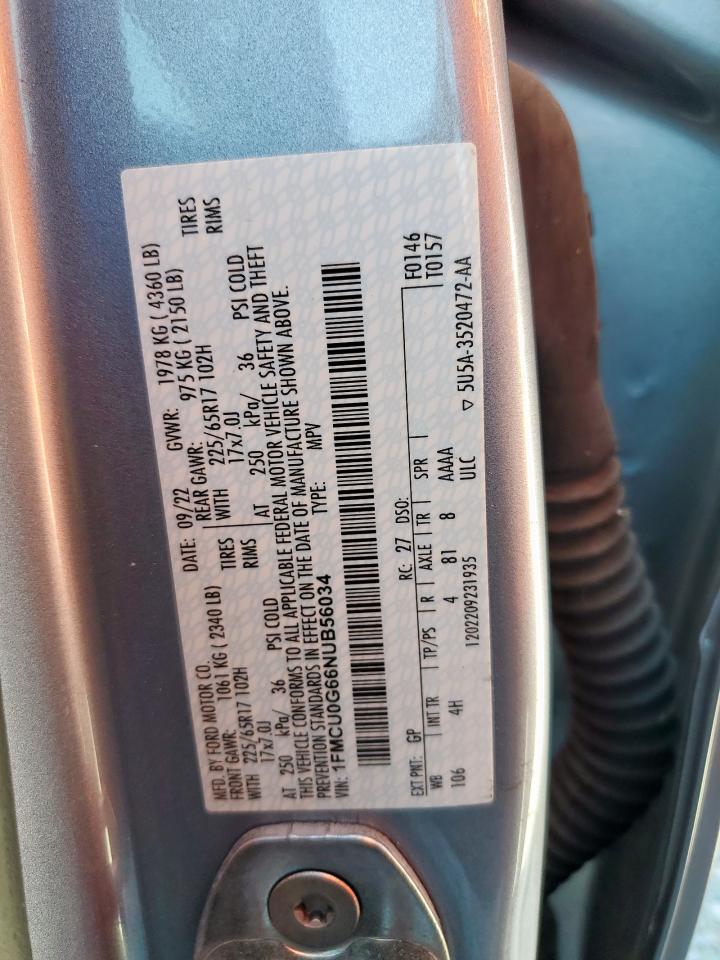 MFD. BY FORD MOTOR CO. DATE: 09/22 GVWR: 1978 KG ( 4360 LB)
FRONT GAWR: 1061 KG ( 2340 LB) REAR GAWR: 975 KG ( 2150 LB)
WITH 225/65R17 102H TIRES WITH 225/65R17 102H TIRES
17x7.0J RIMS 17x7.0J RIMS
AT 250 kPa/ 36 PSI COLD AT 250 kPa/ 36 PSI COLD
THIS VEHICLE CONFORMS TO ALL APPLICABLE FEDERAL MOTOR VEHICLE SAFETY AND THEFT
PREVENTION STANDARDS IN EFFECT ON THE DATE OF MANUFACTURE SHOWN ABOVE.
VIN: 1FMCU0G66NUB56034 TYPE: MPV
EXT PNT: GP RC: 27 DSO: F0146
WB INT TR TP/PS R AXLE TR SPR T0157
106 4H 4 81 8 AAAA
1202209231935 ULC ▽ 5U5A-3520472-AA